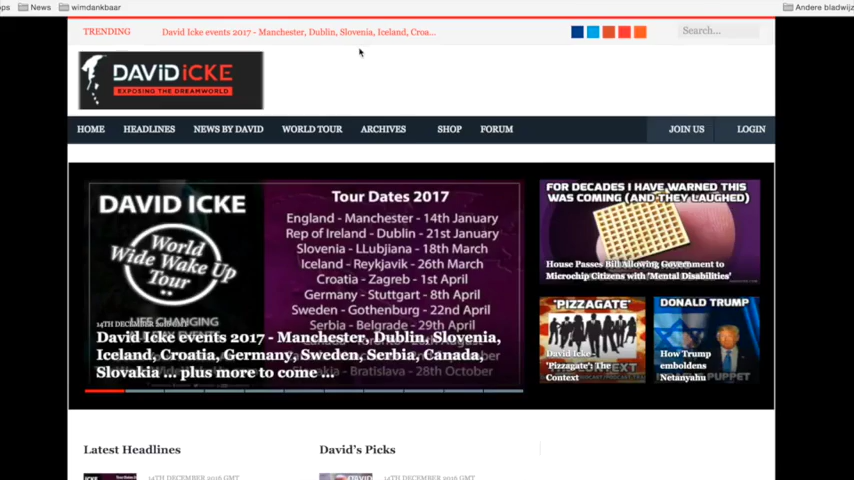 News
wimdankbaar
Andere bladwijz
TRENDING
David Icke events 2017 - Manchester, Dublin, Slovenia, Iceland, Croa...
Search...
DAViDiCKE
EXPOSING THE DREAMWORLD
HOME
HEADLINES
NEWS BY DAVID
WORLD TOUR
ARCHIVES
SHOP
FORUM
JOIN US
LOGIN
DAVID ICKE
World
Wide Wake Up
Tour
LIFE CHANGING
Tour Dates 2017
England - Manchester - 14th January
Rep of Ireland - Dublin - 21st January
Slovenia - LLubjiana - 18th March
Iceland - Reykjavik - 26th March
Croatia - Zagreb - 1st April
Germany - Stuttgart - 8th April
Sweden - Gothenburg - 22nd April
Serbia - Belgrade - 29th April
Slovakia - Bratislava - 28th October
14TH DECEMBER
David Icke events 2017 - Manchester, Dublin, Slovenia,
Iceland, Croatia, Germany, Sweden, Serbia, Canada,
Slovakia ... plus more to come ...
FOR DECADES I HAVE WARNED THIS
WAS COMING (AND THEY LAUGHED)
House Passes Bill Allowing Government to
Microchip Citizens with 'Mental Disabilities'
'PIZZAGATE'
David Icke -
'Pizzagate': The
Context
DONALD TRUMP
How Trump
emboldens
Netanyahu
PUPPET
Latest Headlines
David's Picks
14TH DECEMBER 2016 GMT
14TH DECEMBER 2016 GMT